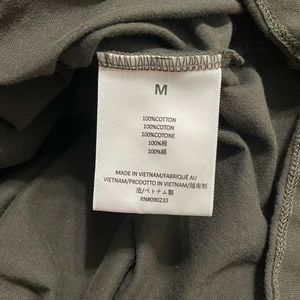 M
100%COTTON
100%COTON
100%COTONE
100%棉
100%綿
MADE IN VIETNAM/FABRIQUÉ AU
VIETNAM/PRODOTTO IN VIETNAM/越南制
造/ベトナム製
RN#090233